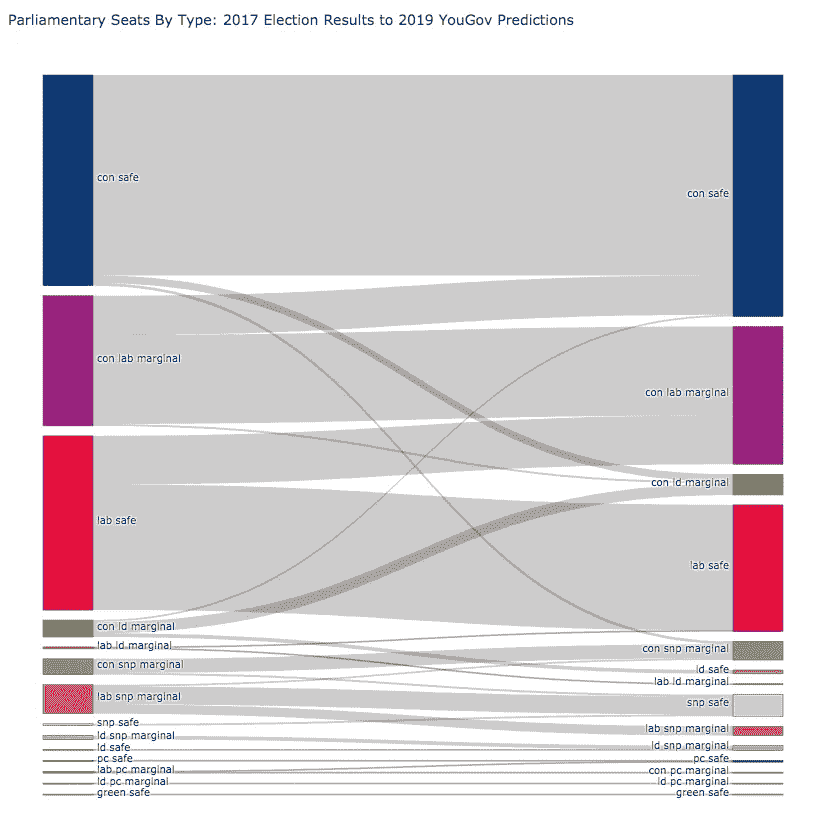 Parliamentary Seats By Type: 2017 Election Results to 2019 YouGov Predictions
con safe
con safe
con lab marginal
con lab marginal
con ld marginal
lab safe
lab safe
con ld marginal
lab ld marginal
con snp marginal
con snp marginal
ld safe
lab ld marginal
lab snp marginal
snp safe
snp safe
lab snp marginal
ld snp marginal
ld snp marginal
ld safe
pc safe
pc safe
lab pc marginal
con pc marginal
ld pc marginal
ld pc marginal
green safe
green safe